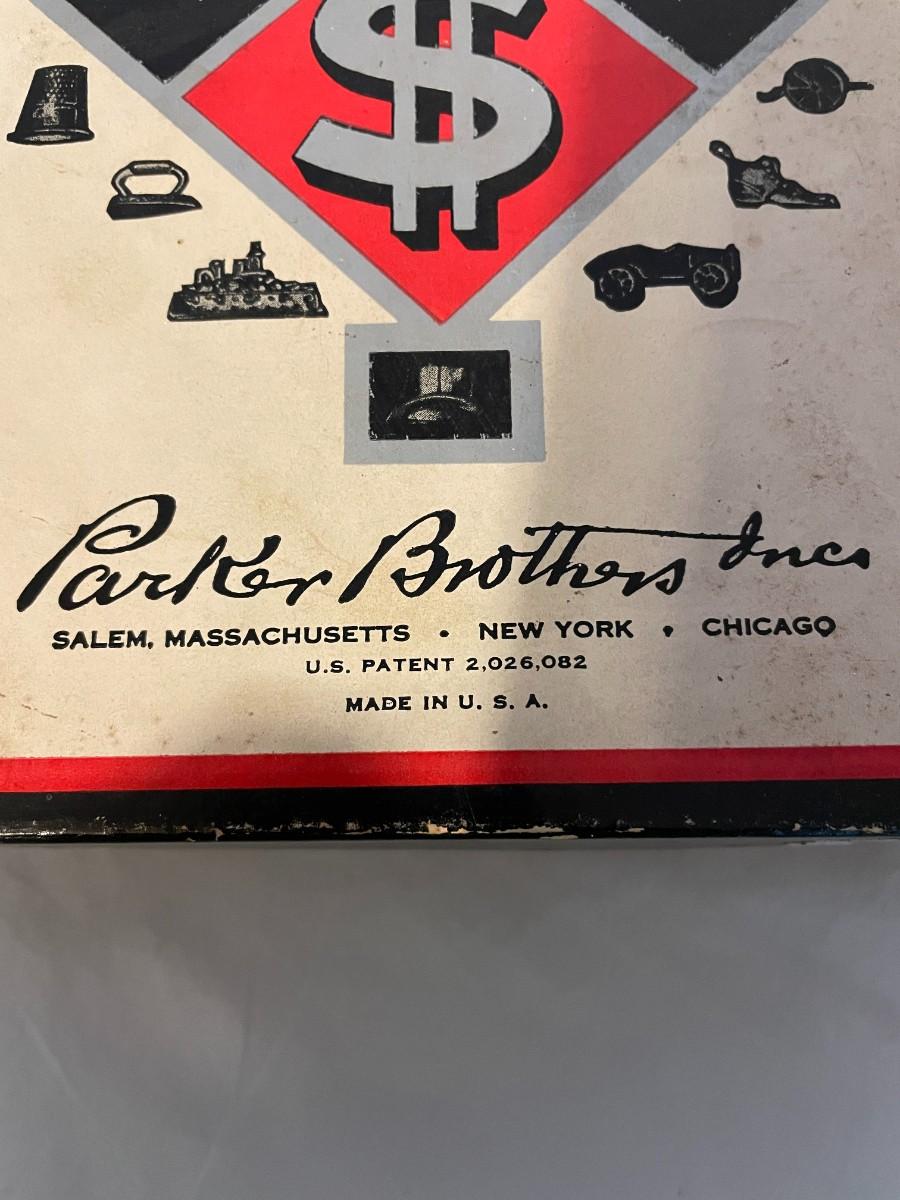 $
Parker Brothers Inc.
SALEM, MASSACHUSETTS • NEW YORK • CHICAGO
U.S. PATENT 2,026,082
MADE IN U. S. A.